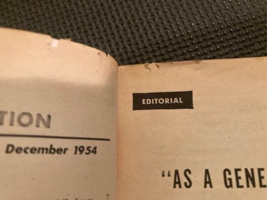 TION
December 1954
EDITORIAL
"AS A GENE